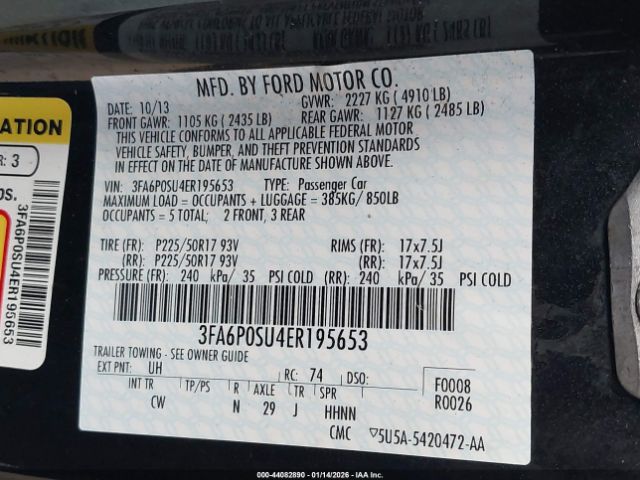 MFD. BY FORD MOTOR CO.
DATE: 10/13 GVWR: 2227 KG ( 4910 LB)
FRONT GAWR: 1105 KG ( 2435 LB) REAR GAWR: 1127 KG ( 2485 LB)
THIS VEHICLE CONFORMS TO ALL APPLICABLE FEDERAL MOTOR
VEHICLE SAFETY, BUMPER, AND THEFT PREVENTION STANDARDS
IN EFFECT ON THE DATE OF MANUFACTURE SHOWN ABOVE.
VIN: 3FA6P0SU4ER195653 TYPE: Passenger Car
MAXIMUM LOAD = OCCUPANTS + LUGGAGE = 385KG/ 850LB
OCCUPANTS = 5 TOTAL; 2 FRONT, 3 REAR
TIRE (FR): P225/50R17 93V RIMS (FR): 17x7.5J
(RR): P225/50R17 93V (RR): 17x7.5J
PRESSURE (FR): 240 kPa/ 35 PSI COLD (RR): 240 kPa/ 35 PSI COLD
3FA6P0SU4ER195653
TRAILER TOWING - SEE OWNER GUIDE
EXT PNT: UH RC: 74 DSO:
INT TR TP/PS R AXLE TR SPR
CW N 29 J HHNN
F0008
R0026
CMC ▽5U5A-5420472-AA
ATION
R: 3
OS.
3FA6P0SU4ER195653
000-44082890 - 01/14/2026 - IAAHQ